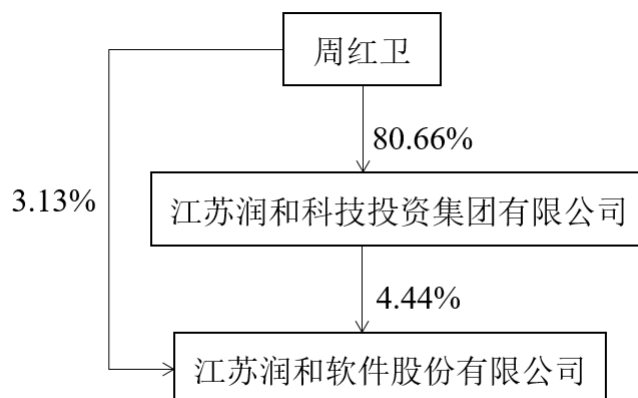 周红卫
80.66%
3.13%
江苏润和科技投资集团有限公司
4.44%
江苏润和软件股份有限公司